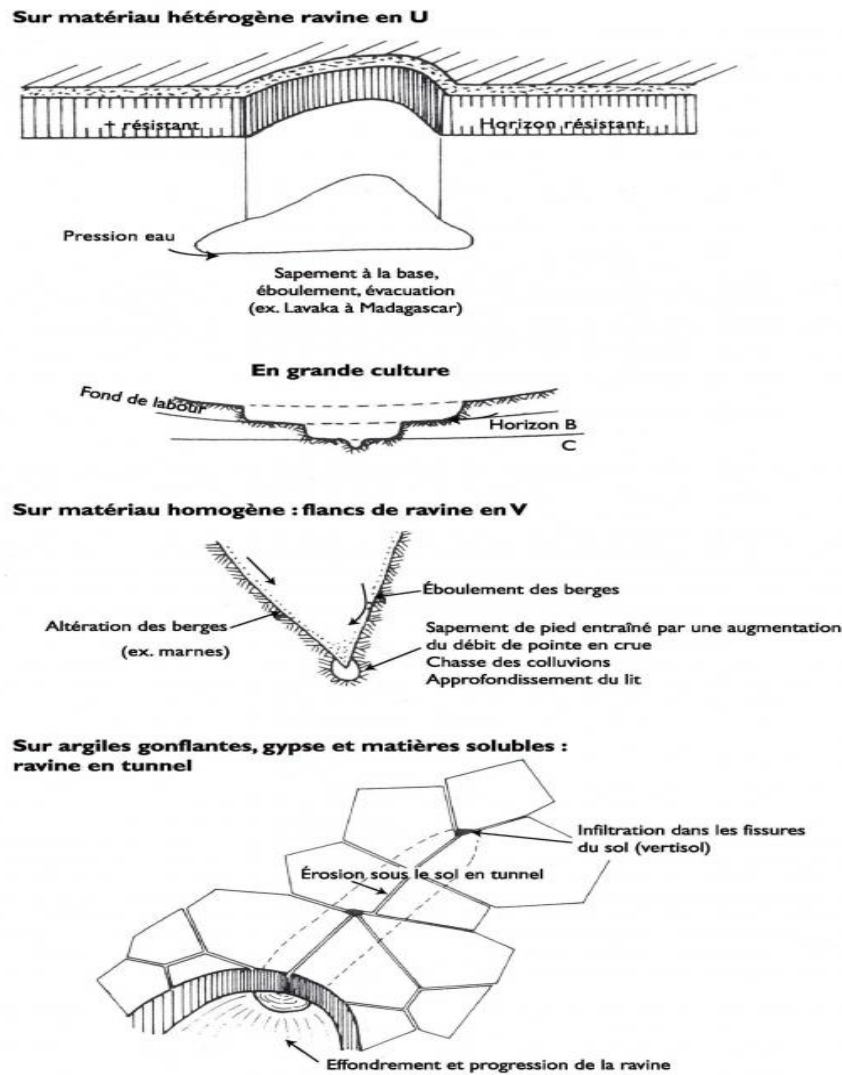 Sur matériau hétérogène ravine en U
+ résistant
Horizon résistant
Pression eau
Sapement à la base,
éboulement, évacuation
(ex. Lavaka à Madagascar)
En grande culture
Fond de labour
Horizon B
C
Sur matériau homogène : flancs de ravine en V
Éboulement des berges
Altération des berges
(ex. marnes)
Sapement de pied entraîné par une augmentation
du débit de pointe en crue
Chasse des colluvions
Approfondissement du lit
Sur argiles gonflantes, gypse et matières solubles :
ravine en tunnel
Infiltration dans les fissures
du sol (vertisol)
Érosion sous le sol en tunnel
Effondrement et progression de la ravine